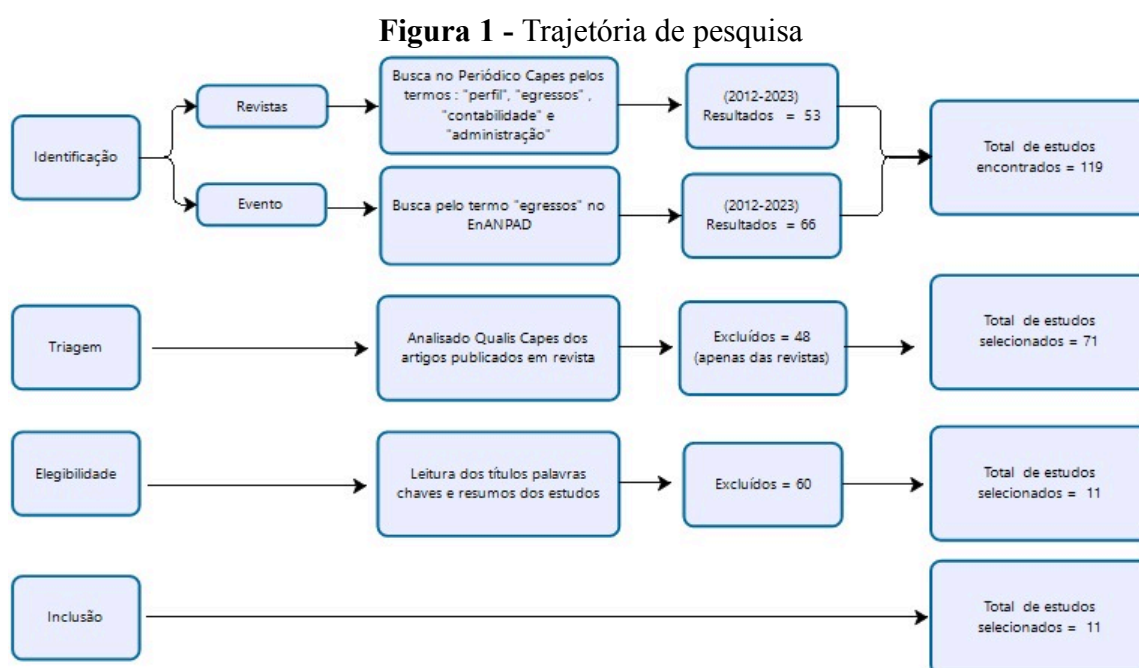 Figura 1 - Trajetória de pesquisa
Identificação
Revistas
Busca no Periódico Capes pelos
termos : "perfil", "egressos" ,
"contabilidade" e
"administração"
(2012-2023)
Resultados = 53
Total de estudos
encontrados = 119
Evento
Busca pelo termo "egressos" no
EnANPAD
(2012-2023)
Resultados = 66
Triagem
Analisado Qualis Capes dos
artigos publicados em revista
Excluídos = 48
(apenas das revistas)
Total de estudos
selecionados = 71
Elegibilidade
Leitura dos títulos palavras
chaves e resumos dos estudos
Excluídos = 60
Total de estudos
selecionados = 11
Inclusão
Total de estudos
selecionados = 11